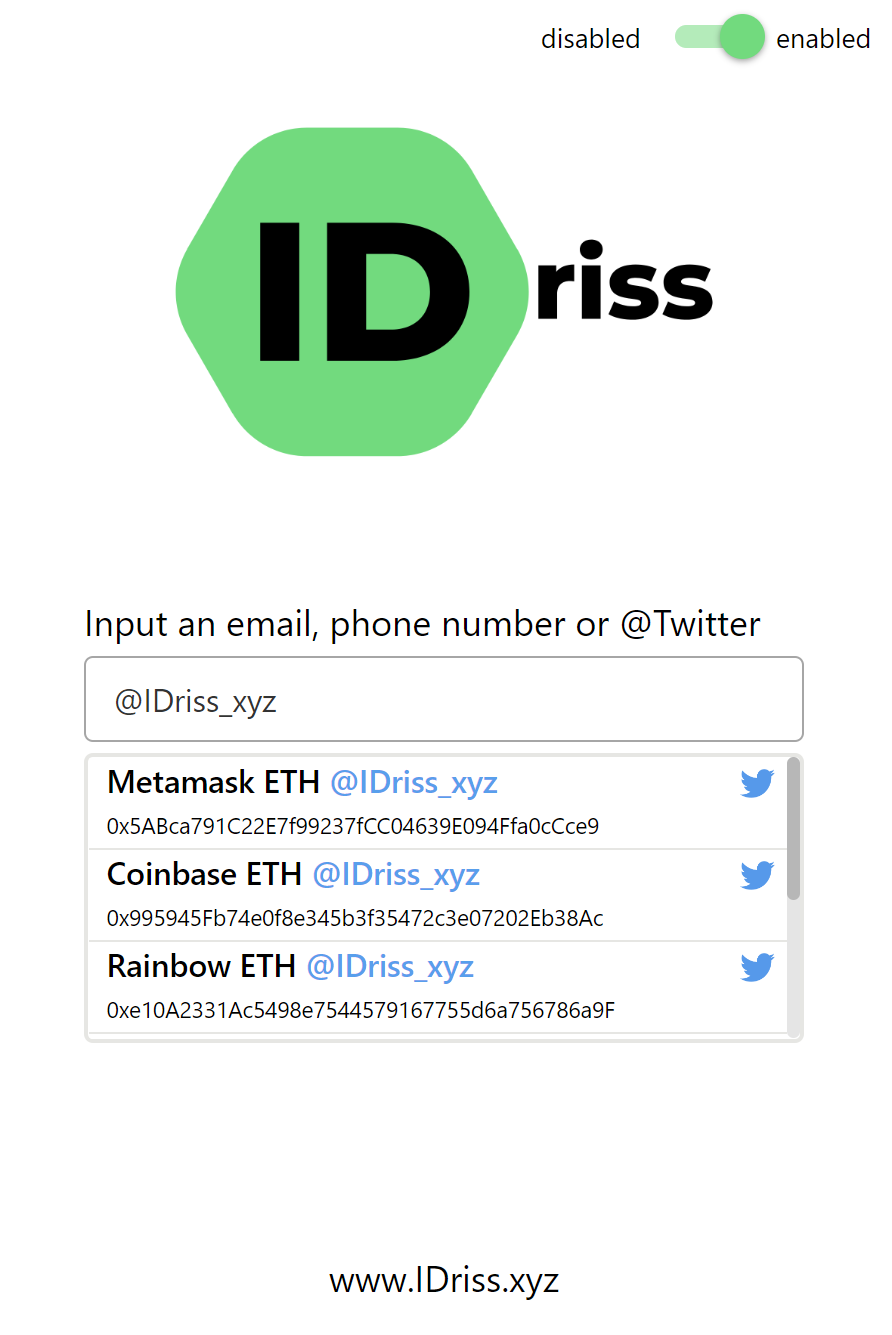 disabled enabled
IDriss
Input an email, phone number or @Twitter
@IDriss_xyz
Metamask ETH @IDriss_xyz
0x5ABca791C22E7f99237fCC04639E094Ffa0cCce9
Coinbase ETH @IDriss_xyz
0x995945Fb74e0f8e345b3f35472c3e07202Eb38Ac
Rainbow ETH @IDriss_xyz
0xe10A2331Ac5498e7544579167755d6a756786a9F
www.IDriss.xyz